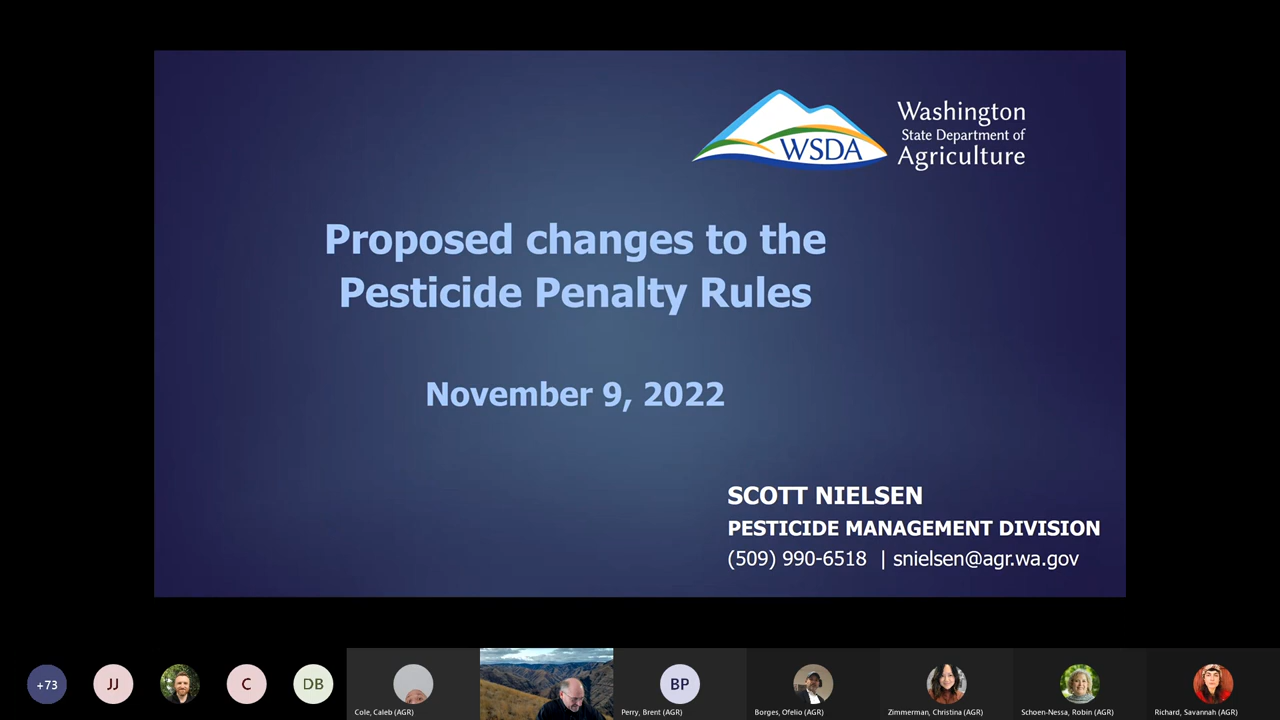 WSDA
Washington
State Department of
Agriculture
Proposed changes to the
Pesticide Penalty Rules
November 9, 2022
SCOTT NIELSEN
PESTICIDE MANAGEMENT DIVISION
(509) 990-6518 | snielsen@agr.wa.gov
+73
JJ
C
DB
Cole, Caleb (AGR)
BP
Perry, Brent (AGR)
Borges, Ofelio (AGR)
Zimmerman, Christina (AGR)
Schoen-Nessa, Robin (AGR)
Richard, Savannah (AGR)